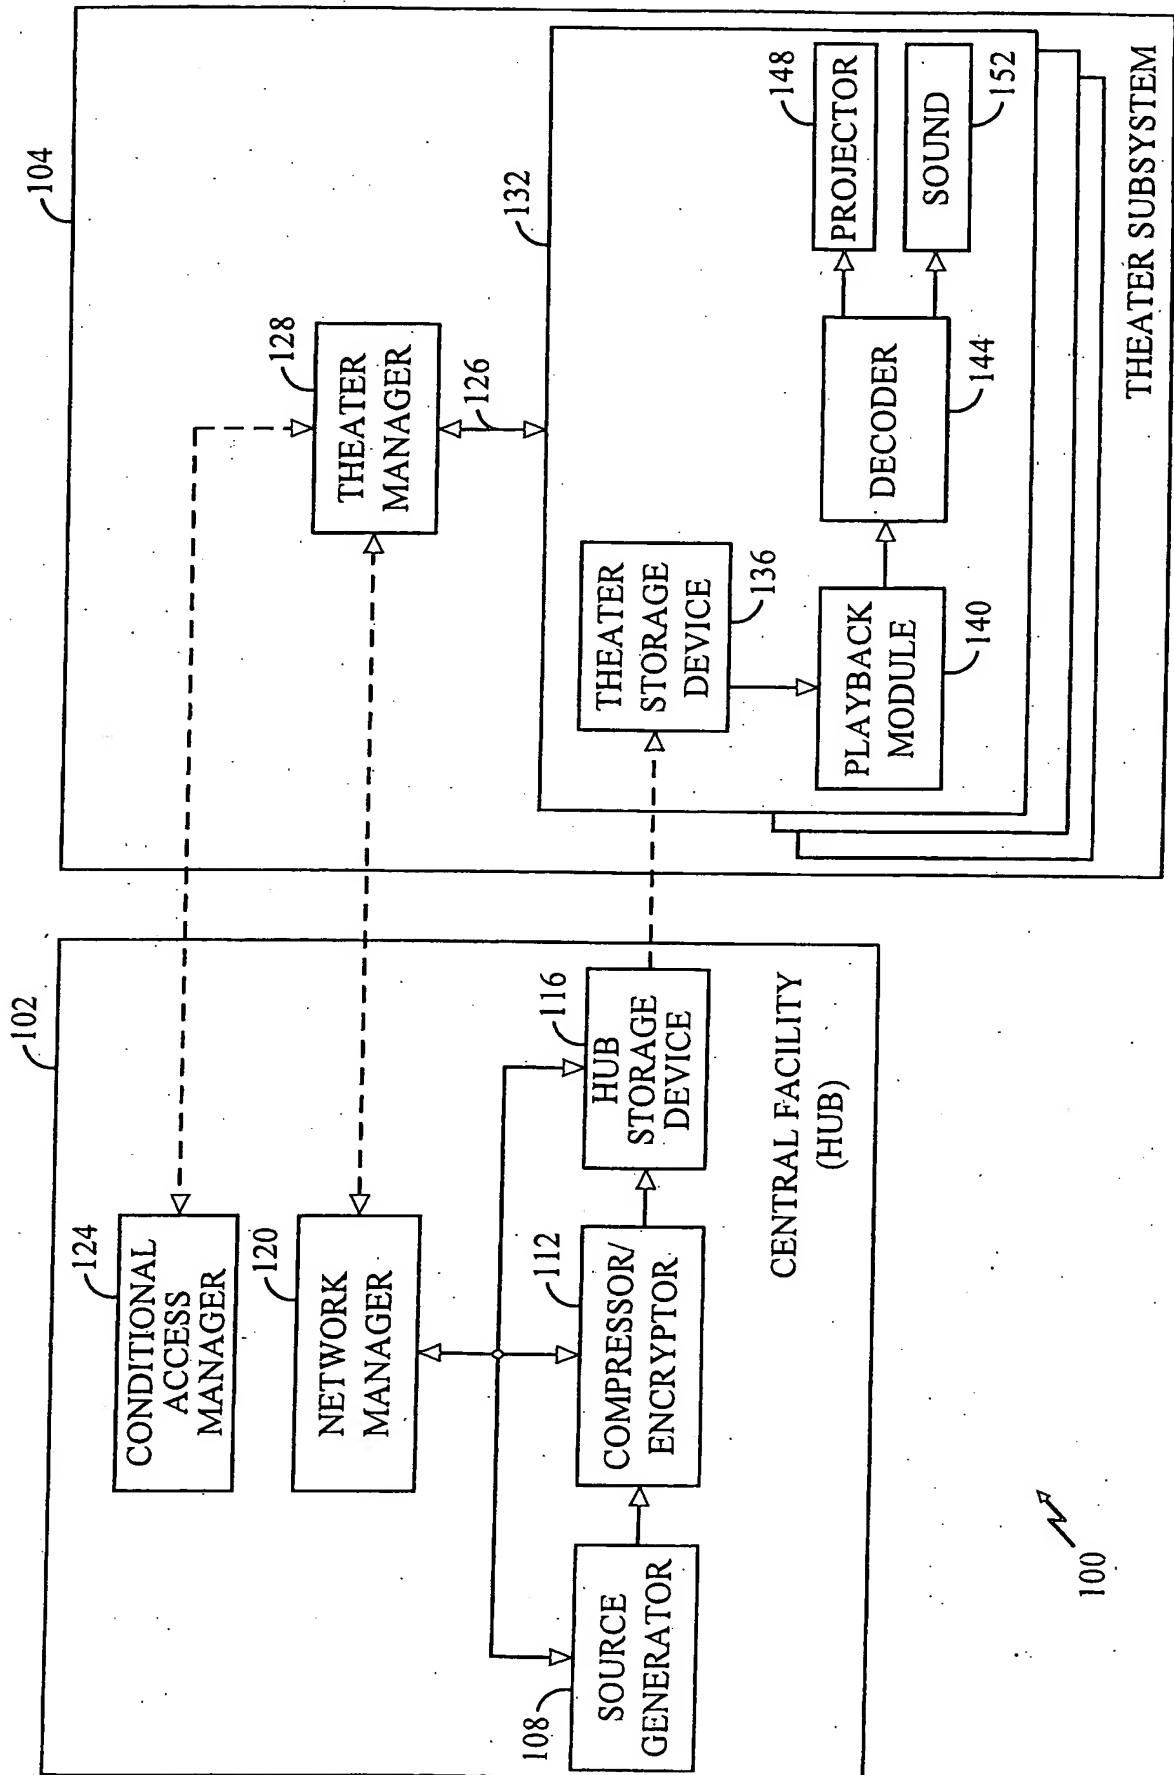 102
124
CONDITIONAL
ACCESS
MANAGER
120
NETWORK
MANAGER
108
SOURCE
GENERATOR
112
COMPRESSOR/
ENCRYPTOR
116
HUB
STORAGE
DEVICE
CENTRAL FACILITY
(HUB)
100
104
128
THEATER
MANAGER
126
132
THEATER
STORAGE
DEVICE
136
PLAYBACK
MODULE
140
DECODER
144
148
PROJECTOR
SOUND
152
THEATER SUBSYSTEM